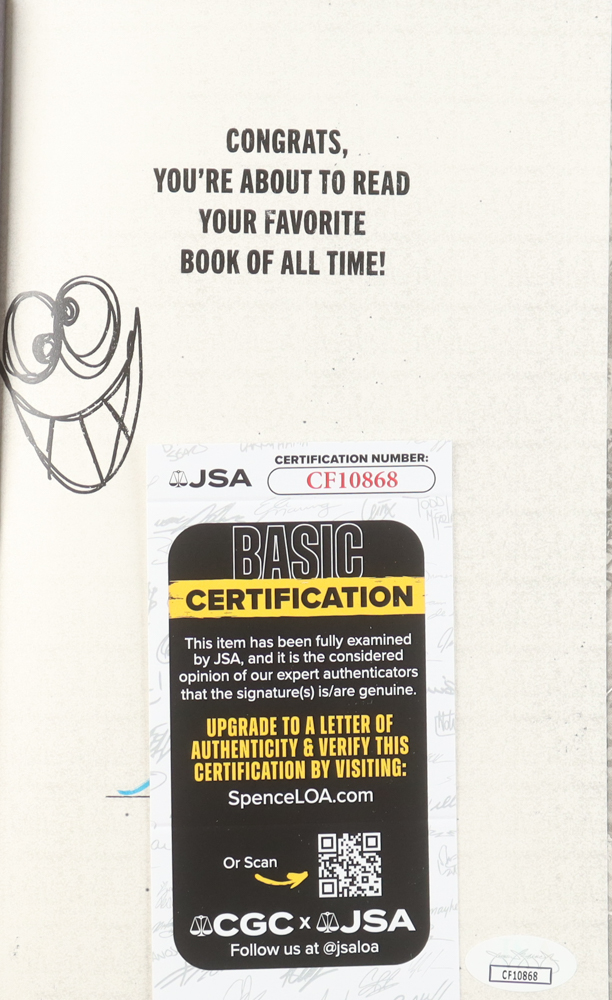 CONGRATS,
YOU'RE ABOUT TO READ
YOUR FAVORITE
BOOK OF ALL TIME!
JSA
CERTIFICATION NUMBER:
CF10868
BASIC
CERTIFICATION
This item has been fully examined
by JSA, and it is the considered
opinion of our expert authenticators
that the signature(s) is/are genuine.
UPGRADE TO A LETTER OF
AUTHENTICITY & VERIFY THIS
CERTIFICATION BY VISITING:
SpenceLOA.com
Or Scan
CGC x JSA
Follow us at @jsaloa
CF10868